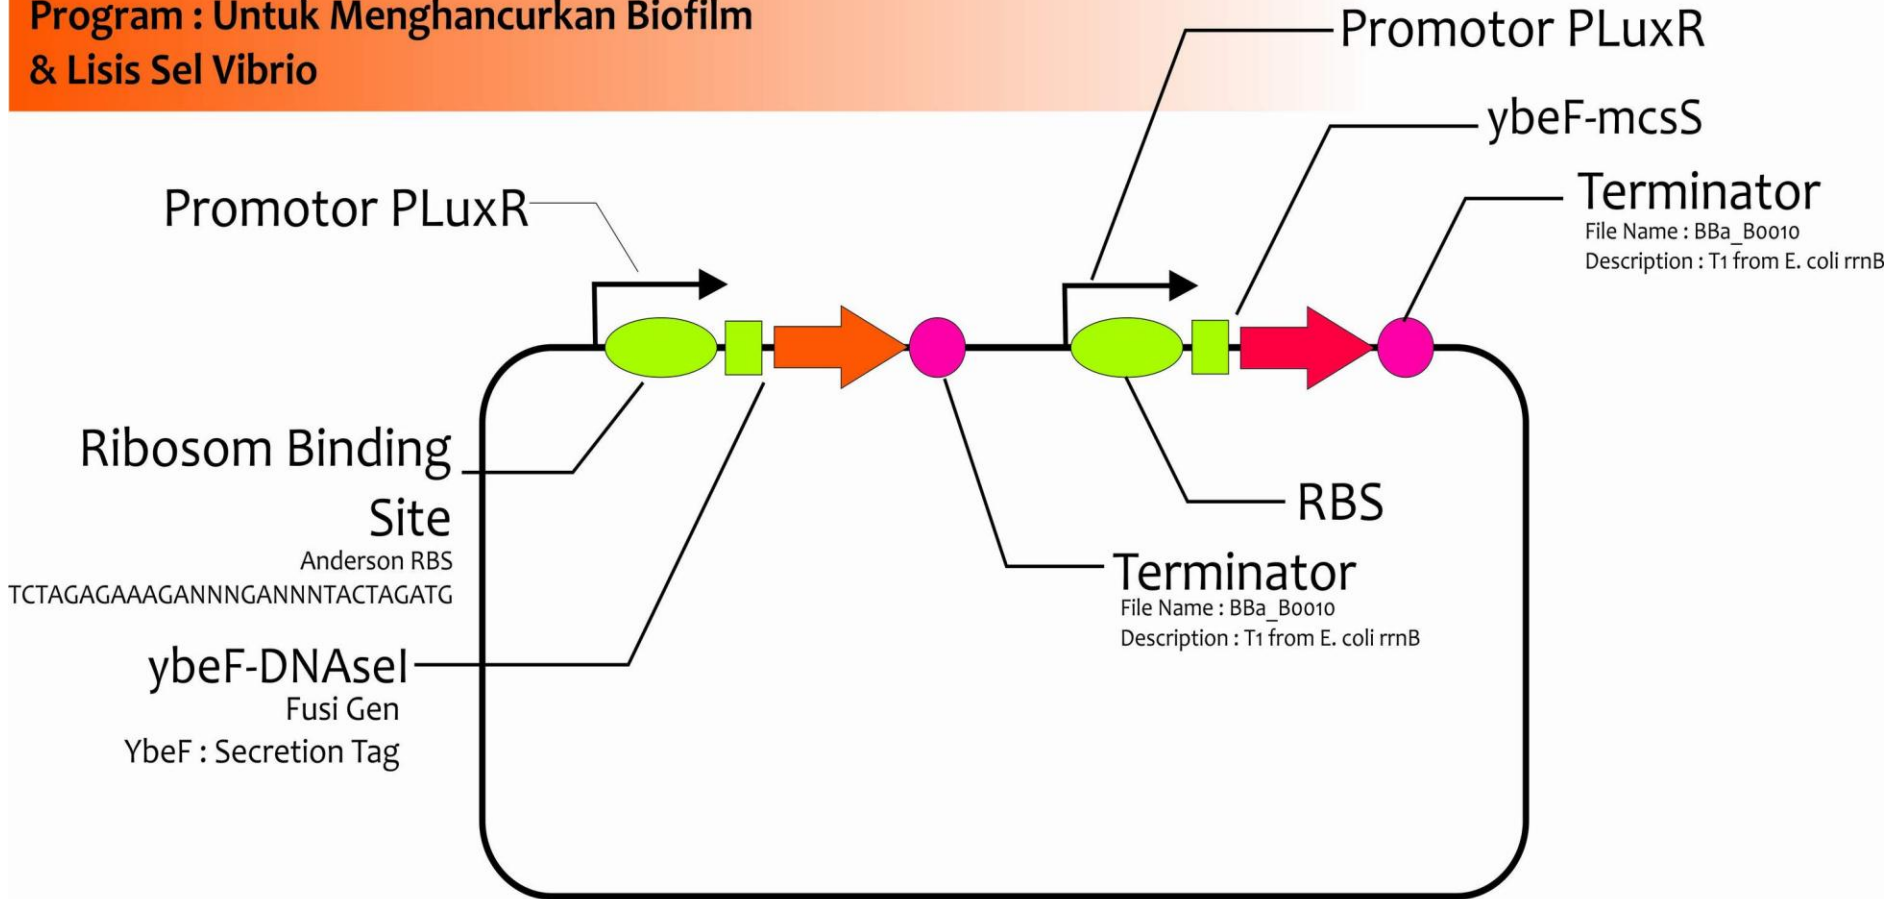 Program : Untuk Menghancurkan Biofilm
& Lisis Sel Vibrio
Promotor PLuxR
ybeF-mcsS
Terminator
File Name : BBa_B0010
Description : T1 from E. coli rrnB
Promotor PLuxR
Ribosom Binding
Site
Anderson RBS
TCTAGAGAAAGANNNGANNNTACTAGATG
ybeF-DNAseI
Fusi Gen
YbeF : Secretion Tag
RBS
Terminator
File Name : BBa_B0010
Description : T1 from E. coli rrnB